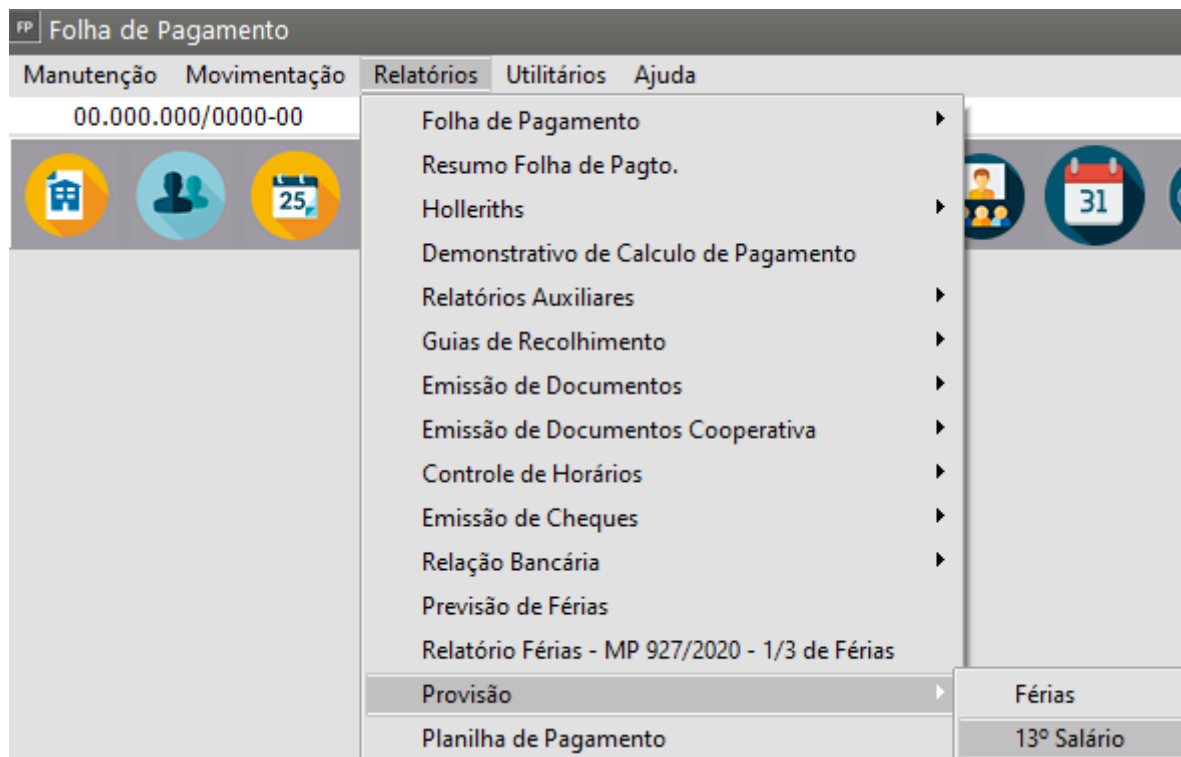 FP Folha de Pagamento
Manutenção Movimentação Relatórios Utilitários Ajuda
00.000.000/0000-00
25
31
Folha de Pagamento
Resumo Folha de Pagto.
Holleriths
Demonstrativo de Calculo de Pagamento
Relatórios Auxiliares
Guias de Recolhimento
Emissão de Documentos
Emissão de Documentos Cooperativa
Controle de Horários
Emissão de Cheques
Relação Bancária
Previsão de Férias
Relatório Férias - MP 927/2020 - 1/3 de Férias
Provisão
Planilha de Pagamento
Férias
13º Salário